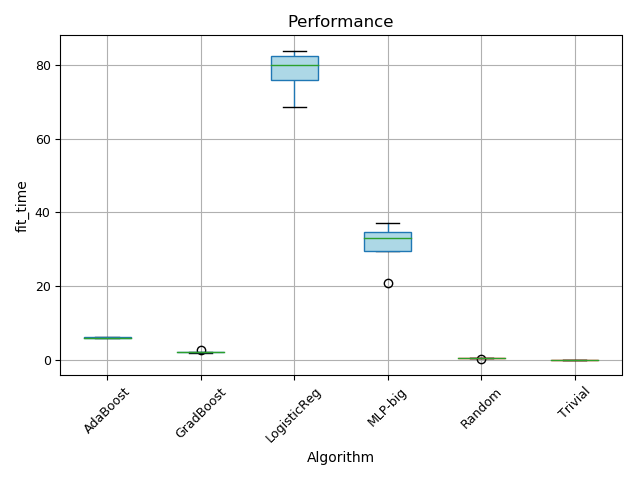 Performance
80
60
40
20
0
fit_time
AdaBoost
GradBoost
LogisticReg
MLP-big
Random
Trivial
Algorithm